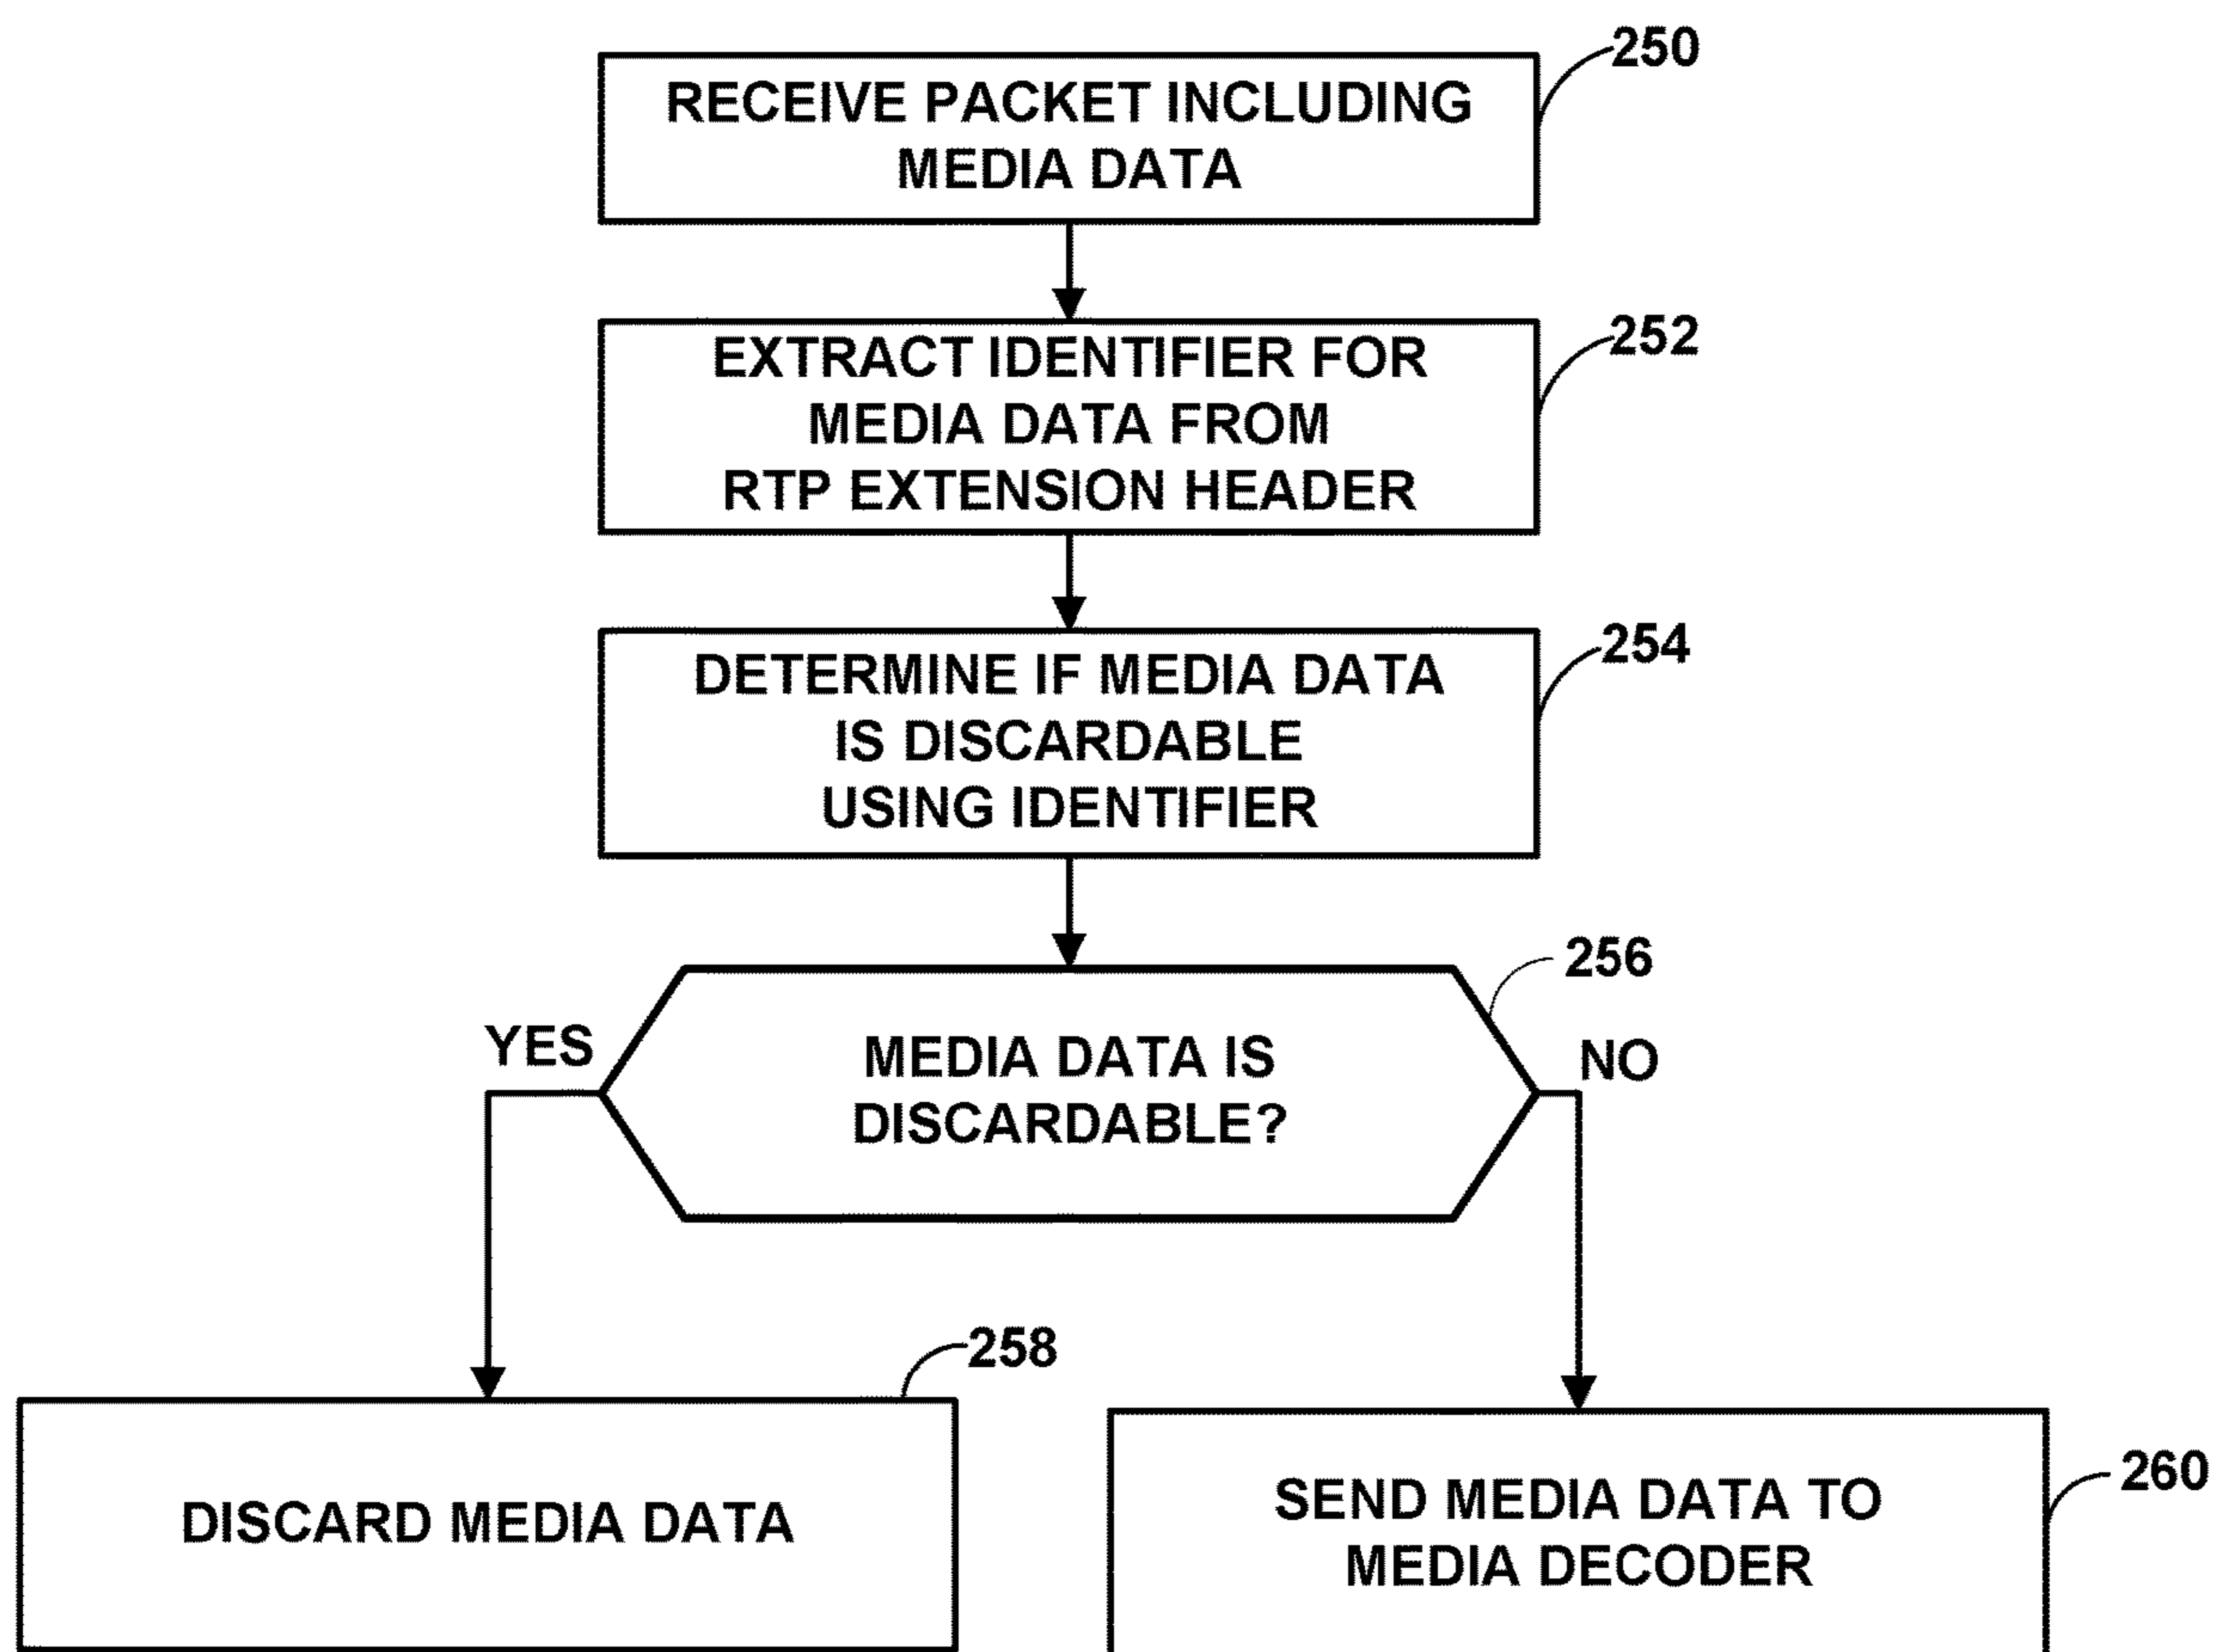 250
RECEIVE PACKET INCLUDING
MEDIA DATA
252
EXTRACT IDENTIFIER FOR
MEDIA DATA FROM
RTP EXTENSION HEADER
254
DETERMINE IF MEDIA DATA
IS DISCARDABLE
USING IDENTIFIER
256
YES
MEDIA DATA IS
DISCARDABLE?
NO
258
DISCARD MEDIA DATA
260
SEND MEDIA DATA TO
MEDIA DECODER